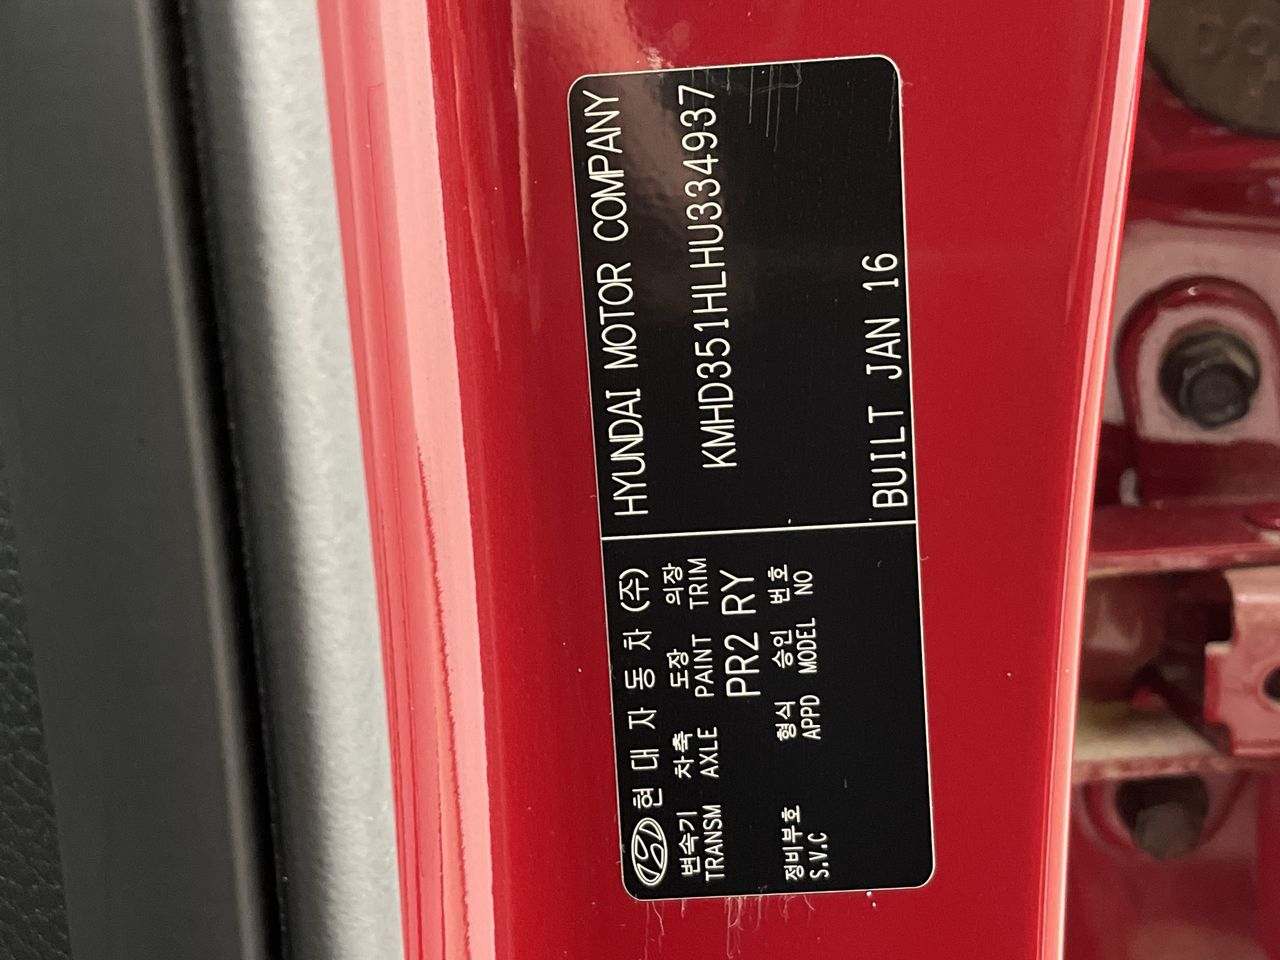 현대자동차(주) HYUNDAI MOTOR COMPANY
변속기 차축 도장 의장
TRANSM AXLE PAINT TRIM
KMHD351HLHU334937
PR2 RY
정비부호 형식 승인 번호
S.V.C APPD MODEL NO
BUILT JAN 16